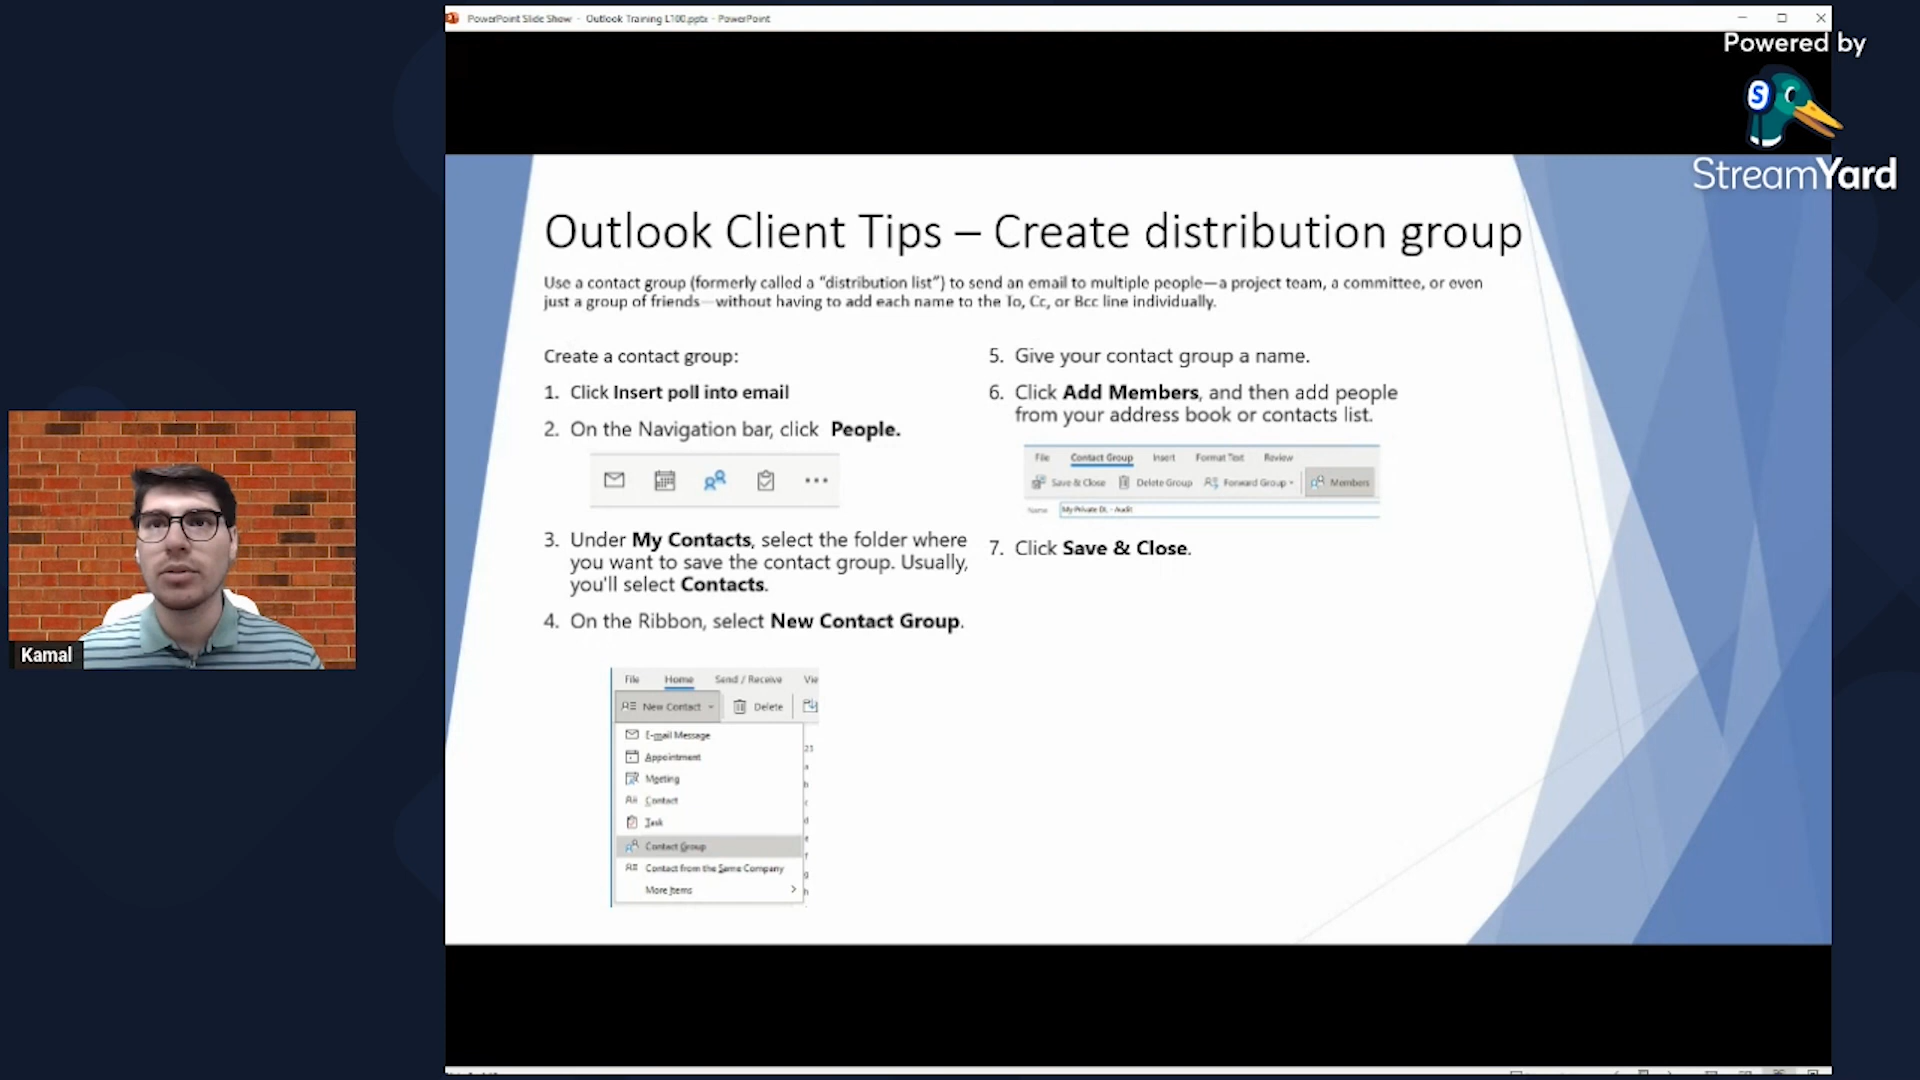 PowerPoint Slide Show - Outlook Training L100.pptx - PowerPoint
Powered by
S
StreamYard
Outlook Client Tips – Create distribution group
Use a contact group (formerly called a “distribution list”) to send an email to multiple people—a project team, a committee, or even
just a group of friends—without having to add each name to the To, Cc, or Bcc line individually.
Create a contact group:
1. Click Insert poll into email
2. On the Navigation bar, click People.
3. Under My Contacts, select the folder where
you want to save the contact group. Usually,
you'll select Contacts.
4. On the Ribbon, select New Contact Group.
File Home Send / Receive Vie
New Contact Delete
E-mail Message
Appointment
Meeting
Contact
Task
Contact Group
Contact from the Same Company
More Items
21
a
b
c
d
e
f
g
h
5. Give your contact group a name.
6. Click Add Members, and then add people
from your address book or contacts list.
File Contact Group Insert Format Text Review
Save & Close Delete Group Forward Group Members
Name My Private DL - Audit
7. Click Save & Close.
Kamal